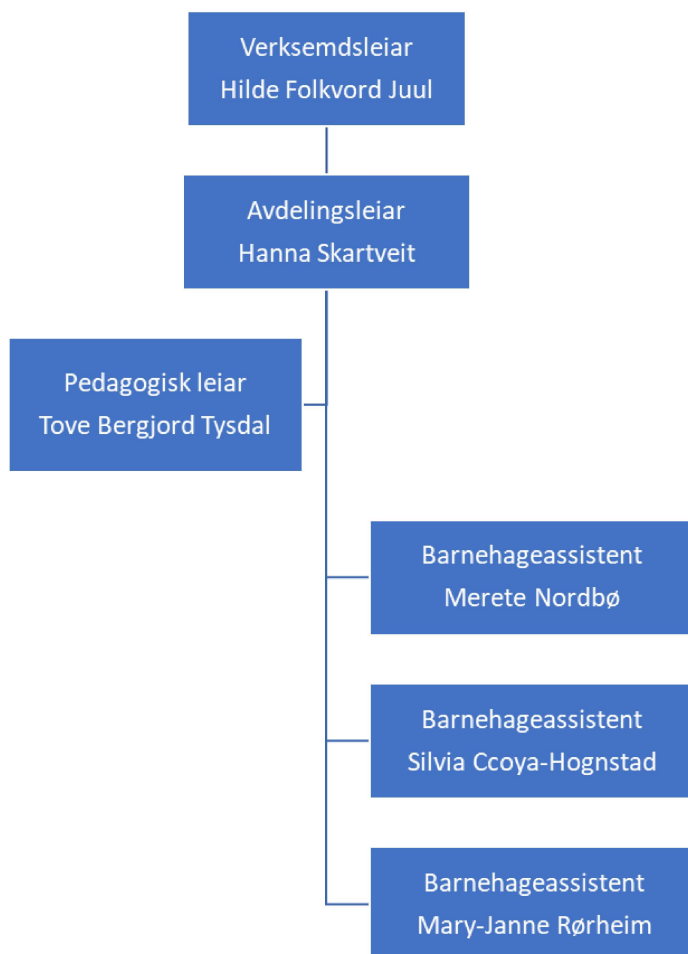 Verksemdsleiar
Hilde Folkvord Juul
Avdelingsleiar
Hanna Skartveit
Pedagogisk leiar
Tove Bergjord Tysdal
Barnehageassistent
Merete Nordbø
Barnehageassistent
Silvia Ccoya-Hognstad
Barnehageassistent
Mary-Janne Rørheim